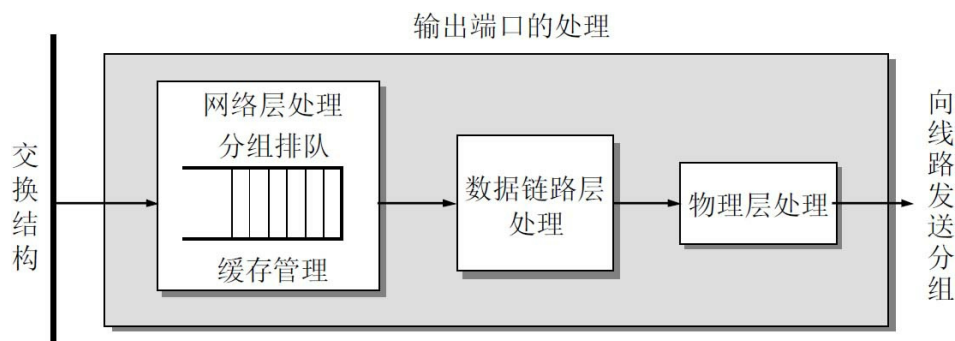 输出端口的处理
交换结构
网络层处理
分组排队
缓存管理
数据链路层
处理
物理层处理
向线路发送分组